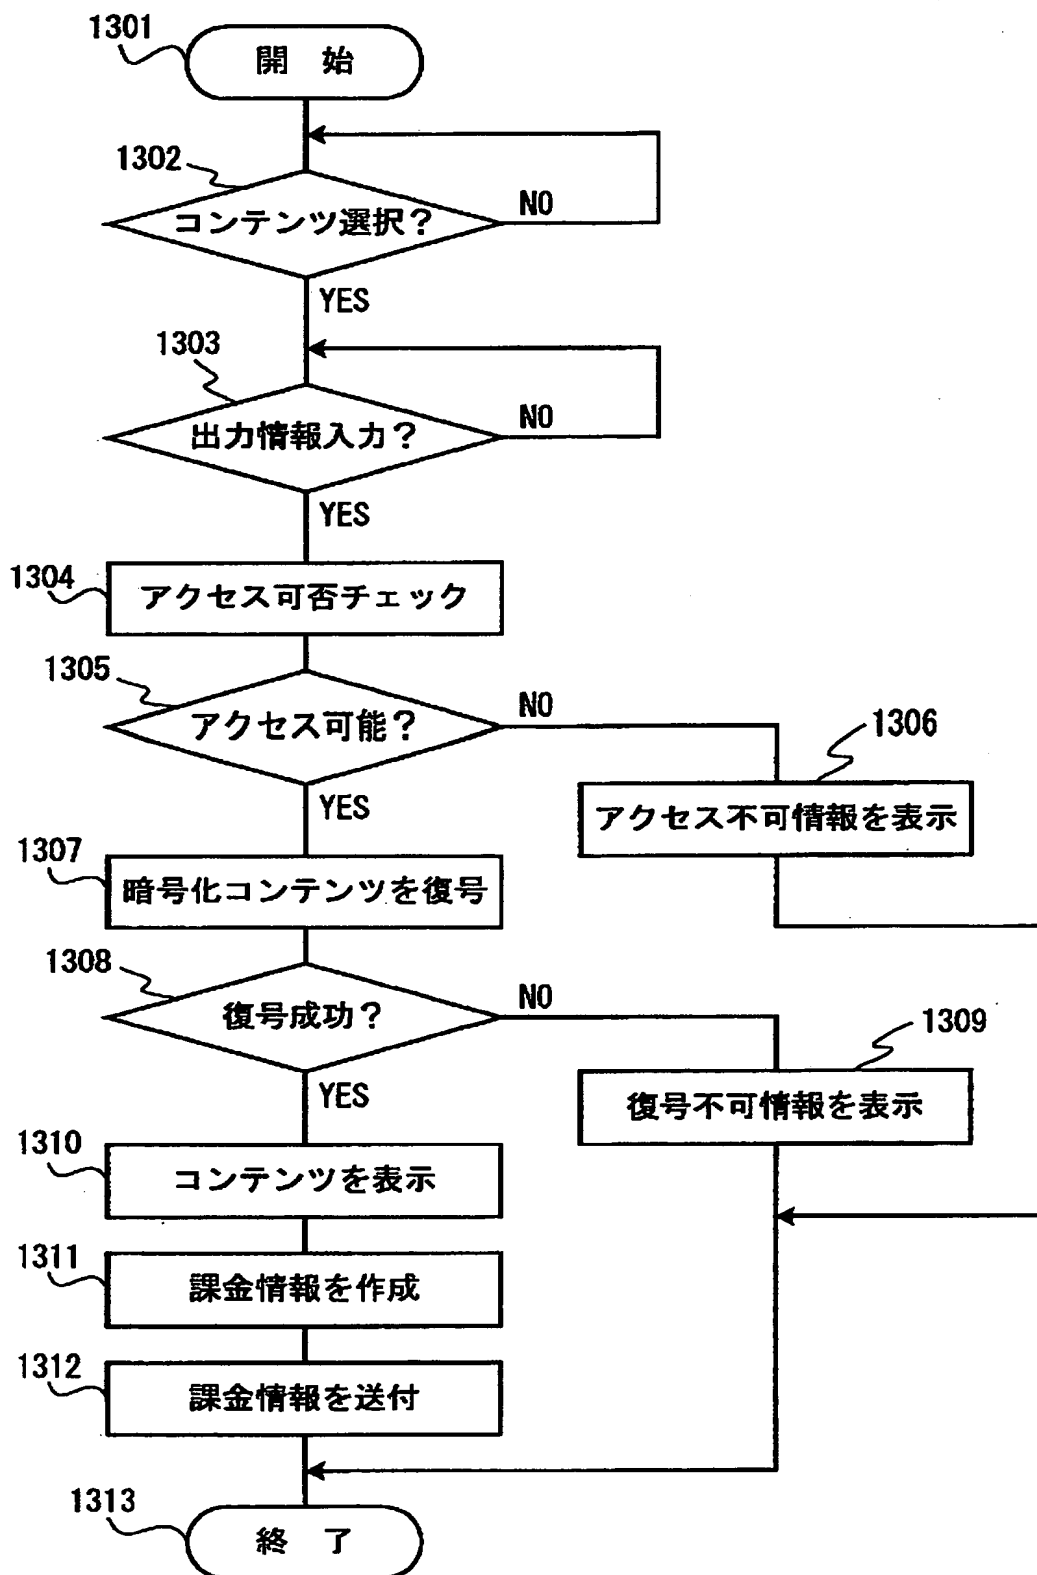 1301
開 始
1302
コンテンツ選択?
NO
YES
1303
出力情報入力?
NO
YES
1304
アクセス可否チェック
1305
アクセス可能?
NO
YES
1306
アクセス不可情報を表示
1307
暗号化コンテンツを復号
1308
復号成功?
NO
YES
1309
復号不可情報を表示
1310
コンテンツを表示
1311
課金情報を作成
1312
課金情報を送付
1313
終 了